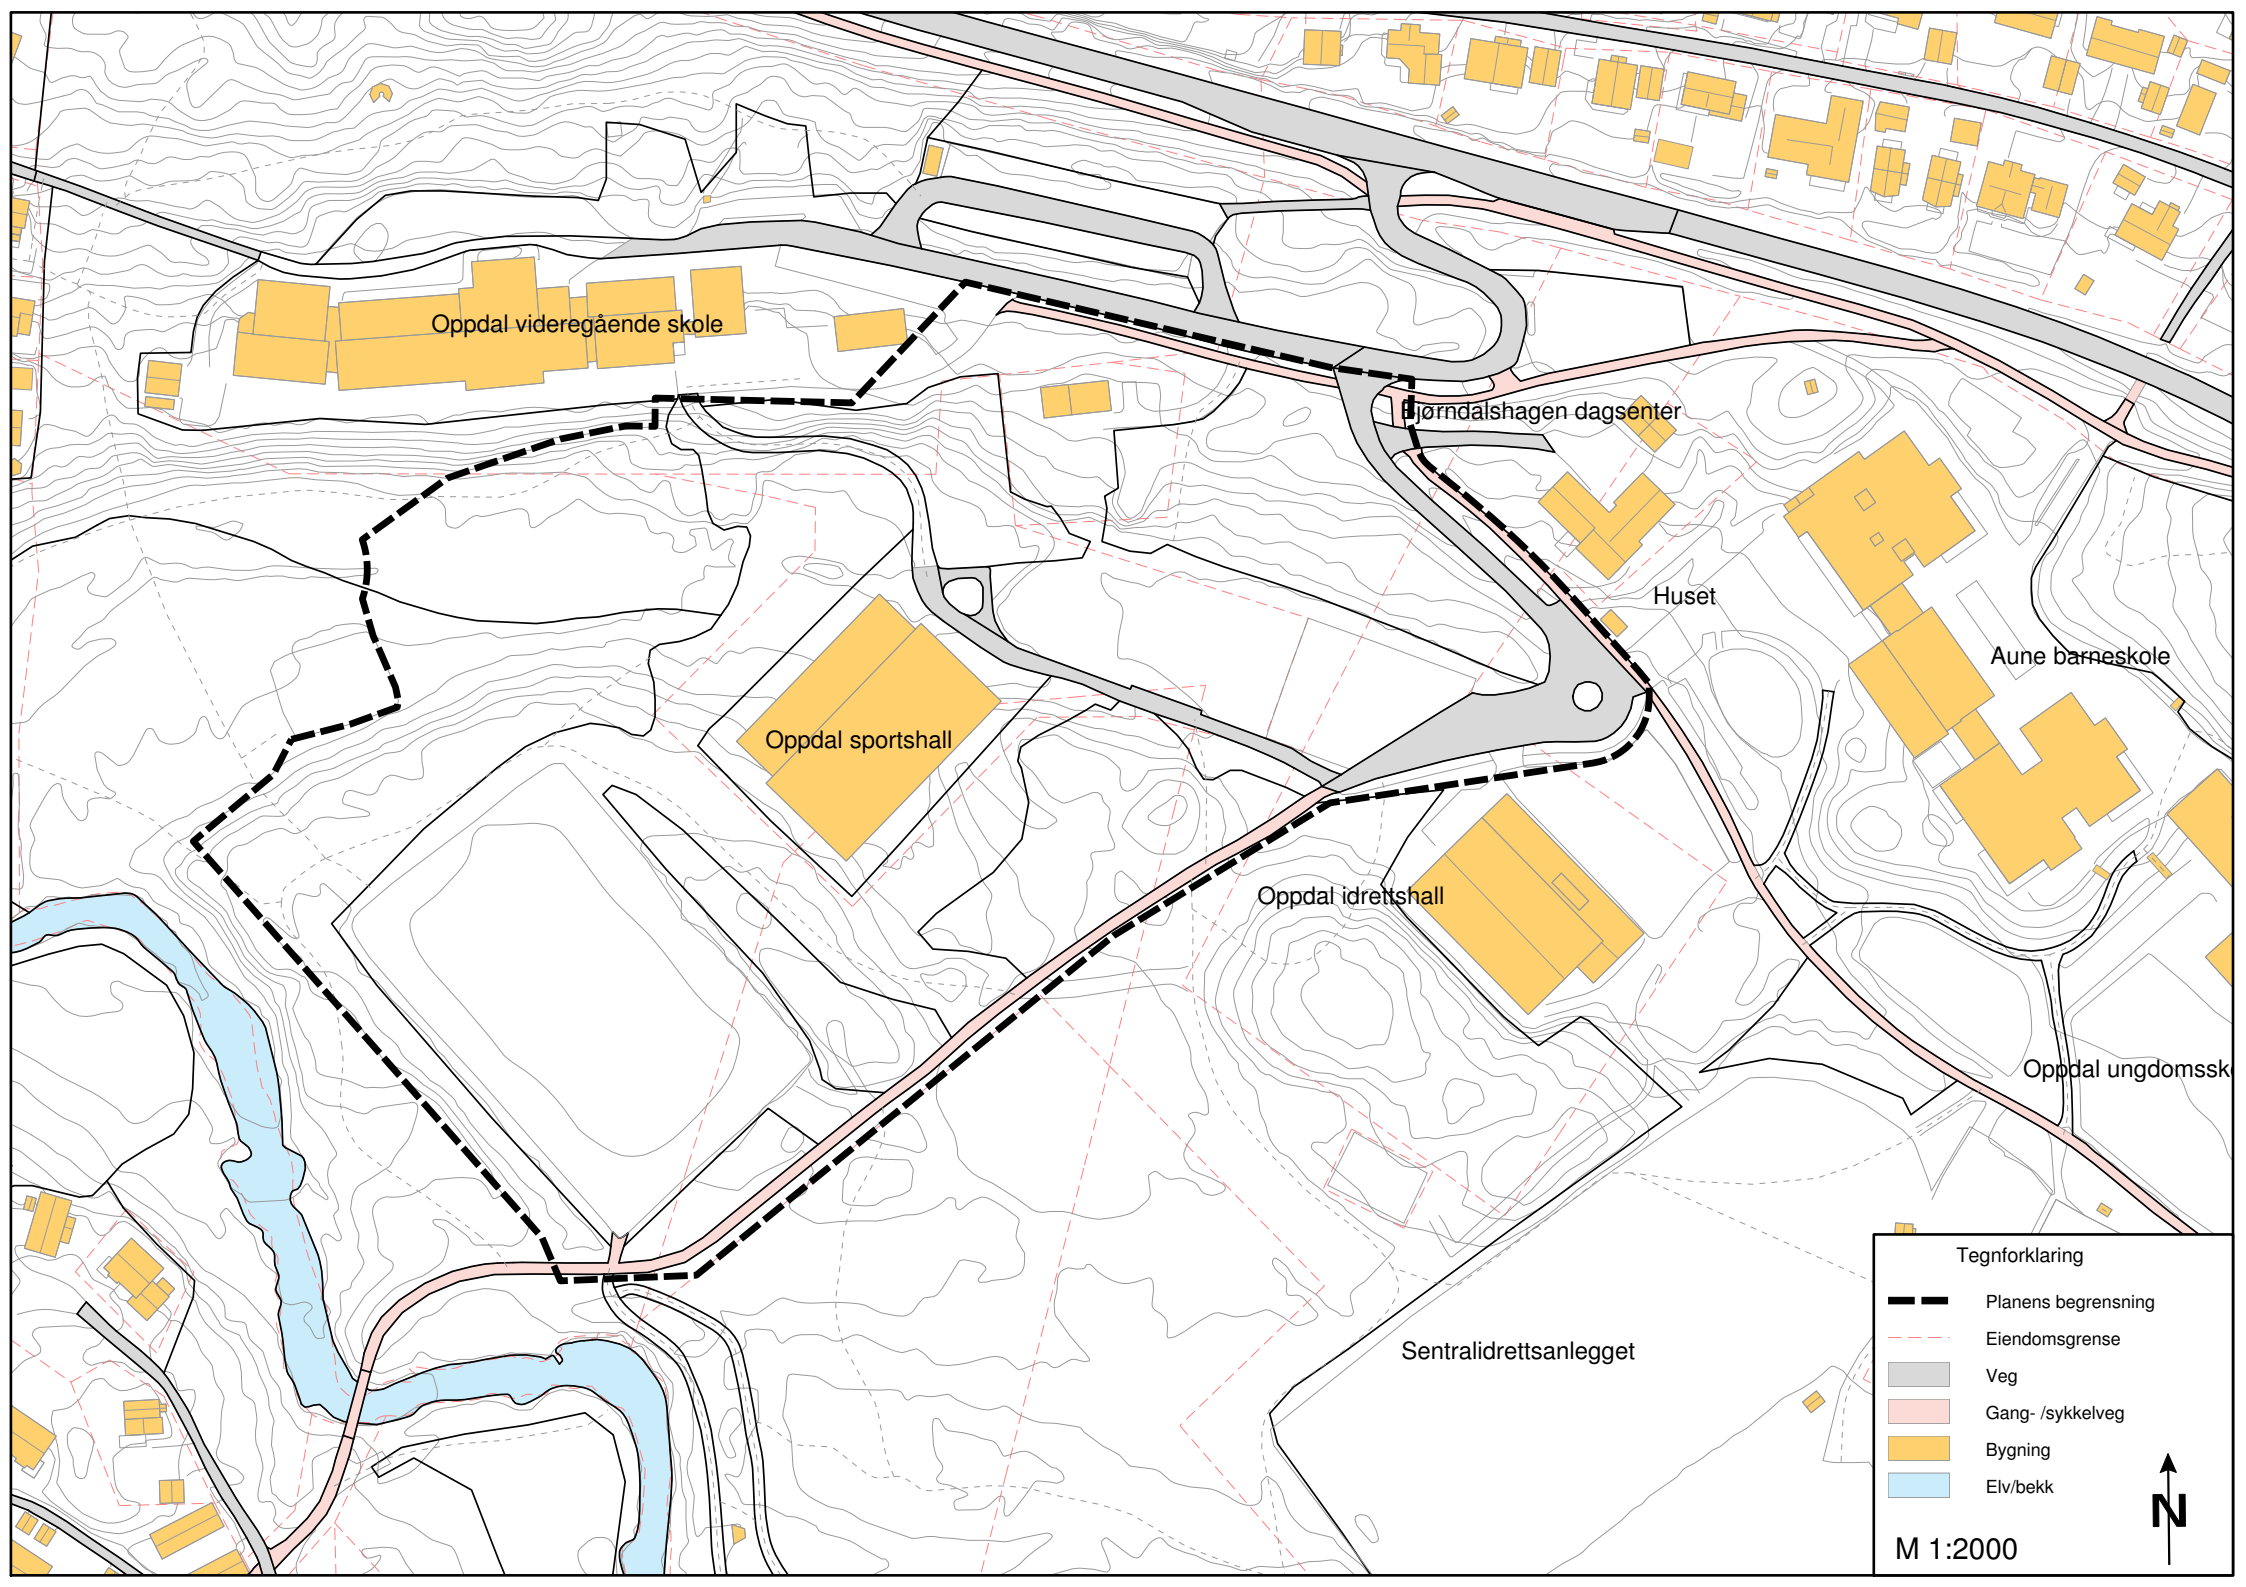 Oppdal videregående skole
Bjørndalshagen dagsenter
Huset
Aune barneskole
Oppdal sportshall
Oppdal idrettshall
Oppdal ungdomssk
Sentralidrettsanlegget
Tegnforklaring
Planens begrensning
Eiendomsgrense
Veg
Gang- /sykkelveg
Bygning
Elv/bekk
N
M 1:2000